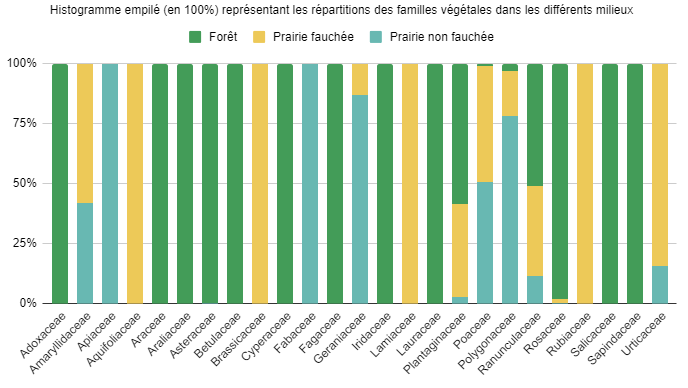 Histogramme empilé (en 100%) représentant les répartitions des familles végétales dans les différents milieux
Forêt Prairie fauchée Prairie non fauchée
100%
75%
50%
25%
0%
Adoxaceae
Amaryllidaceae
Apiaceae
Aquifoliaceae
Araceae
Araliaceae
Asteraceae
Betulaceae
Brassicaceae
Cyperaceae
Fabaceae
Fagaceae
Geraniaceae
Iridaceae
Lamiaceae
Lauraceae
Plantaginaceae
Poaceae
Polygonaceae
Ranunculaceae
Rosaceae
Rubiaceae
Salicaceae
Sapindaceae
Urticaceae